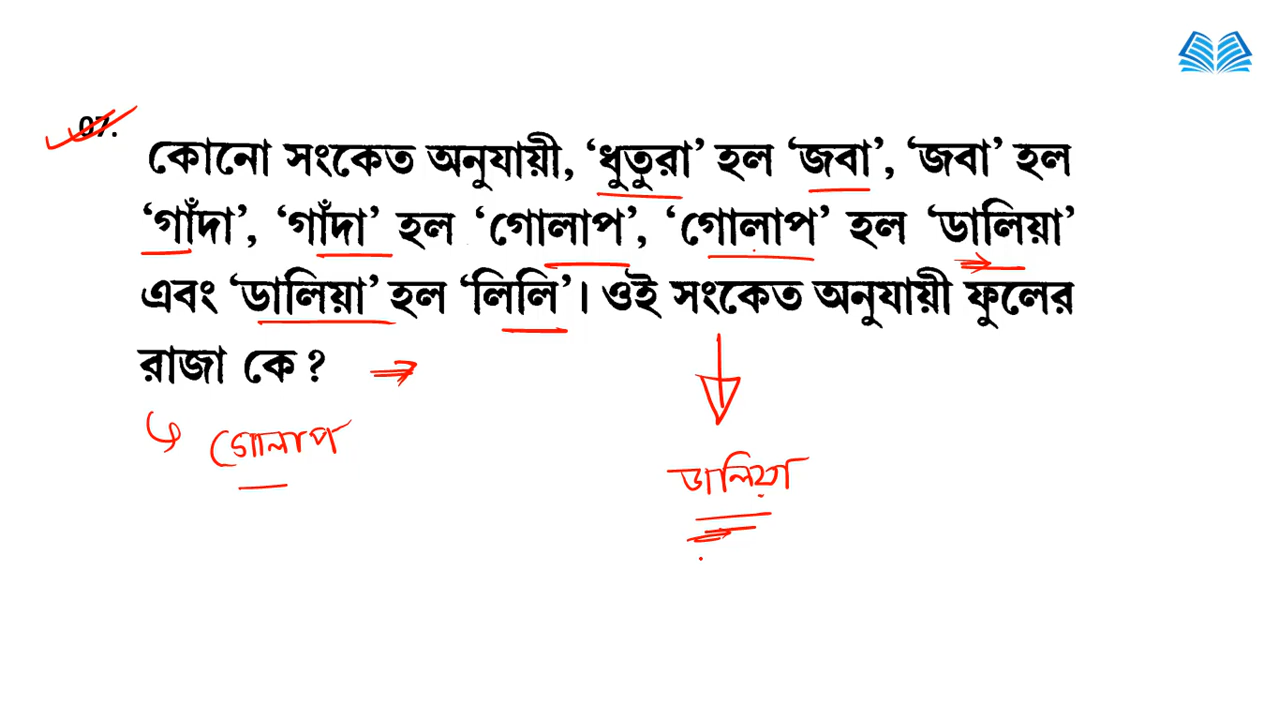 07.
কোনো সংকেত অনুযায়ী, ‘ধুতুরা’ হল ‘জবা’, ‘জবা’ হল
‘গাঁদা’, ‘গাঁদা’ হল ‘গোলাপ’, ‘গোলাপ’ হল ‘ডালিয়া’
এবং ‘ডালিয়া’ হল ‘লিলি’। ওই সংকেত অনুযায়ী ফুলের
রাজা কে ?
গোলাপ
ডালিয়া